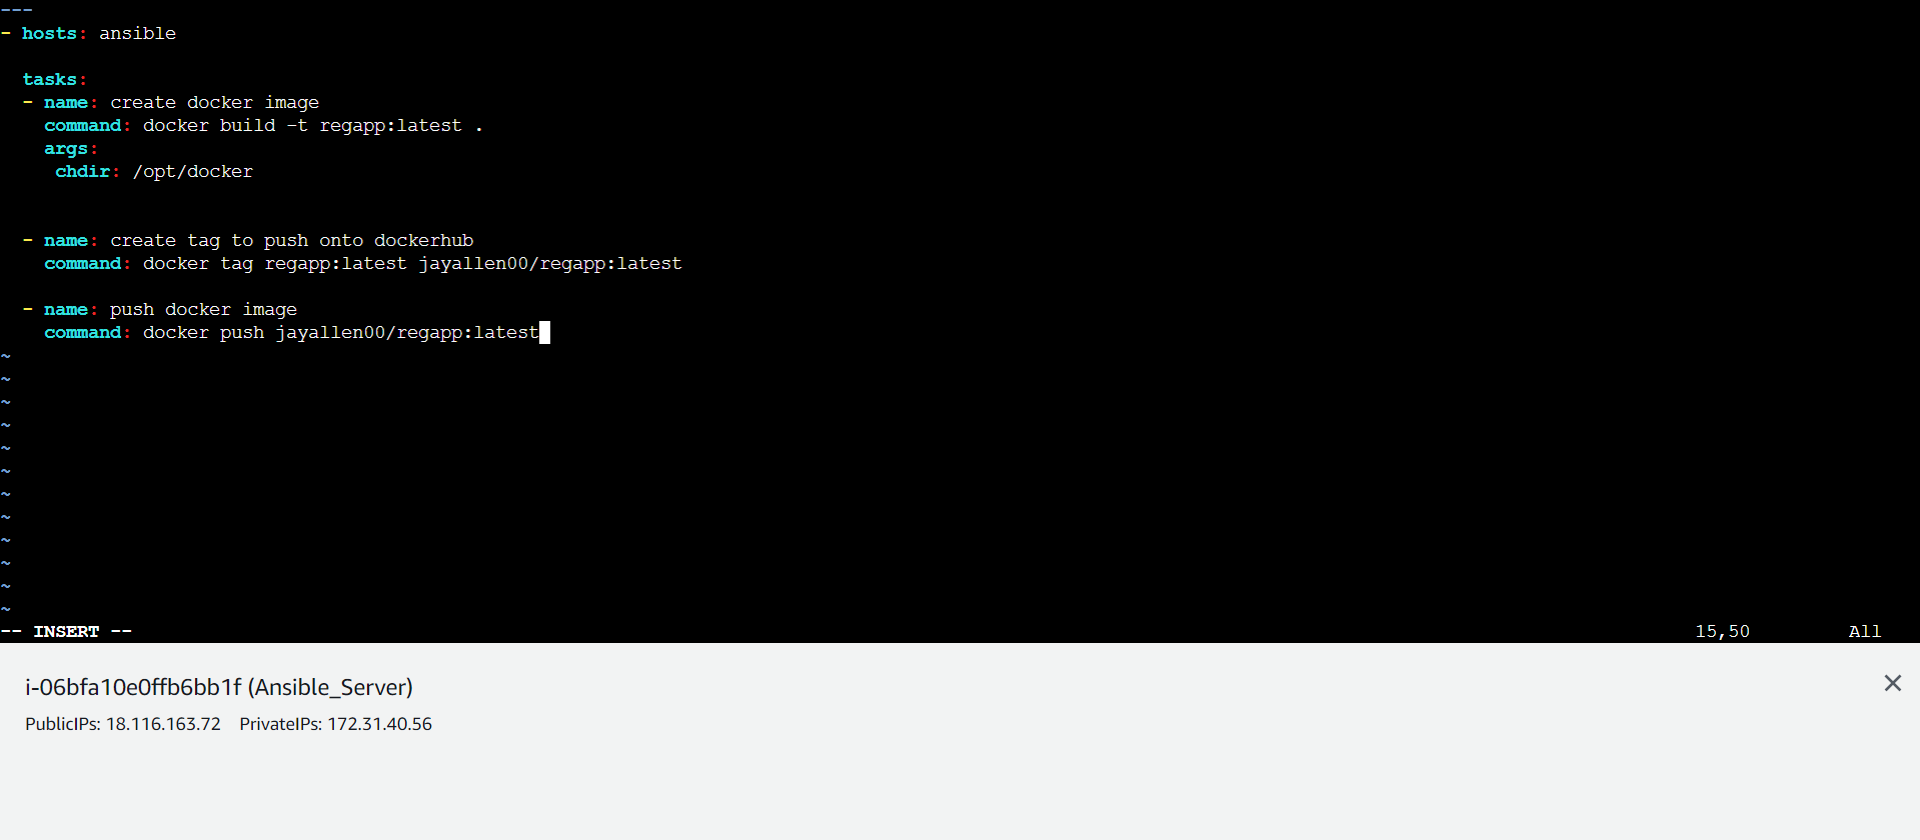 ---
- hosts: ansible
  tasks:
  - name: create docker image
    command: docker build -t regapp:latest .
    args:
     chdir: /opt/docker
  - name: create tag to push onto dockerhub
    command: docker tag regapp:latest jayallen00/regapp:latest
  - name: push docker image
    command: docker push jayallen00/regapp:latest
~
~
~
~
~
~
~
~
~
~
~
~
-- INSERT -- 15,50 All
i-06bfa10e0ffb6bb1f (Ansible_Server)
PublicIPs: 18.116.163.72 PrivateIPs: 172.31.40.56